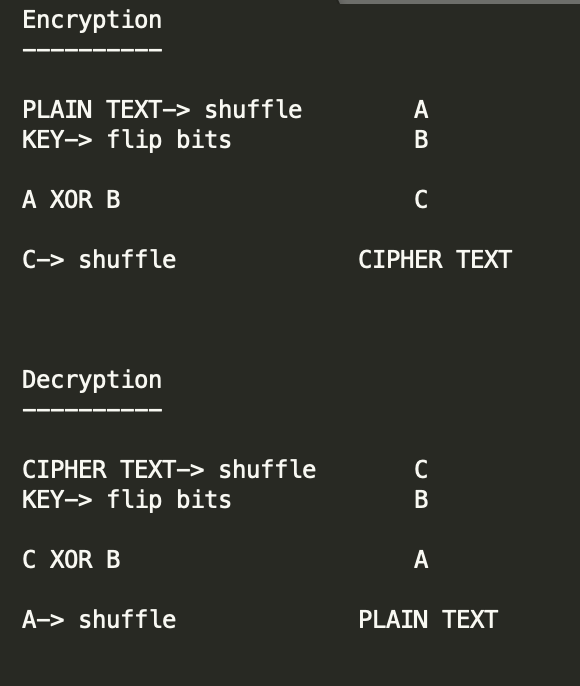 Encryption
----------
PLAIN TEXT-> shuffle A
KEY-> flip bits B
A XOR B C
C-> shuffle CIPHER TEXT
Decryption
----------
CIPHER TEXT-> shuffle C
KEY-> flip bits B
C XOR B A
A-> shuffle PLAIN TEXT